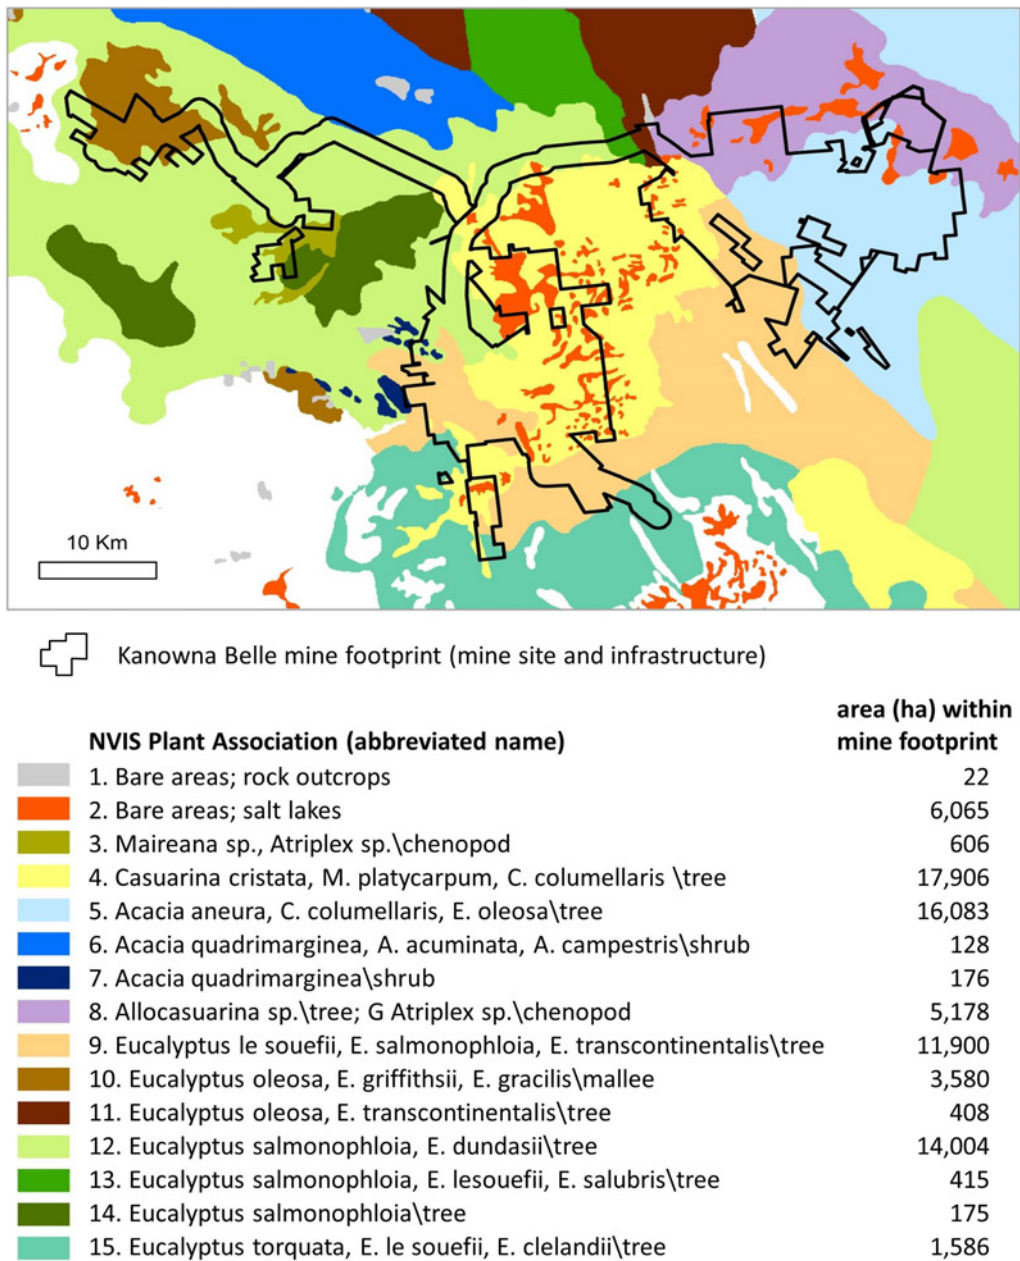 10 Km
Kanowna Belle mine footprint (mine site and infrastructure)
area (ha) within
NVIS Plant Association (abbreviated name) mine footprint
1. Bare areas; rock outcrops 22
2. Bare areas; salt lakes 6,065
3. Maireana sp., Atriplex sp.\chenopod 606
4. Casuarina cristata, M. platycarpum, C. columellaris \tree 17,906
5. Acacia aneura, C. columellaris, E. oleosa\tree 16,083
6. Acacia quadrimarginea, A. acuminata, A. campestris\shrub 128
7. Acacia quadrimarginea\shrub 176
8. Allocasuarina sp.\tree; G Atriplex sp.\chenopod 5,178
9. Eucalyptus le souefii, E. salmonophloia, E. transcontinentalis\tree 11,900
10. Eucalyptus oleosa, E. griffithsii, E. gracilis\mallee 3,580
11. Eucalyptus oleosa, E. transcontinentalis\tree 408
12. Eucalyptus salmonophloia, E. dundasii\tree 14,004
13. Eucalyptus salmonophloia, E. lesouefii, E. salubris\tree 415
14. Eucalyptus salmonophloia\tree 175
15. Eucalyptus torquata, E. le souefii, E. clelandii\tree 1,586